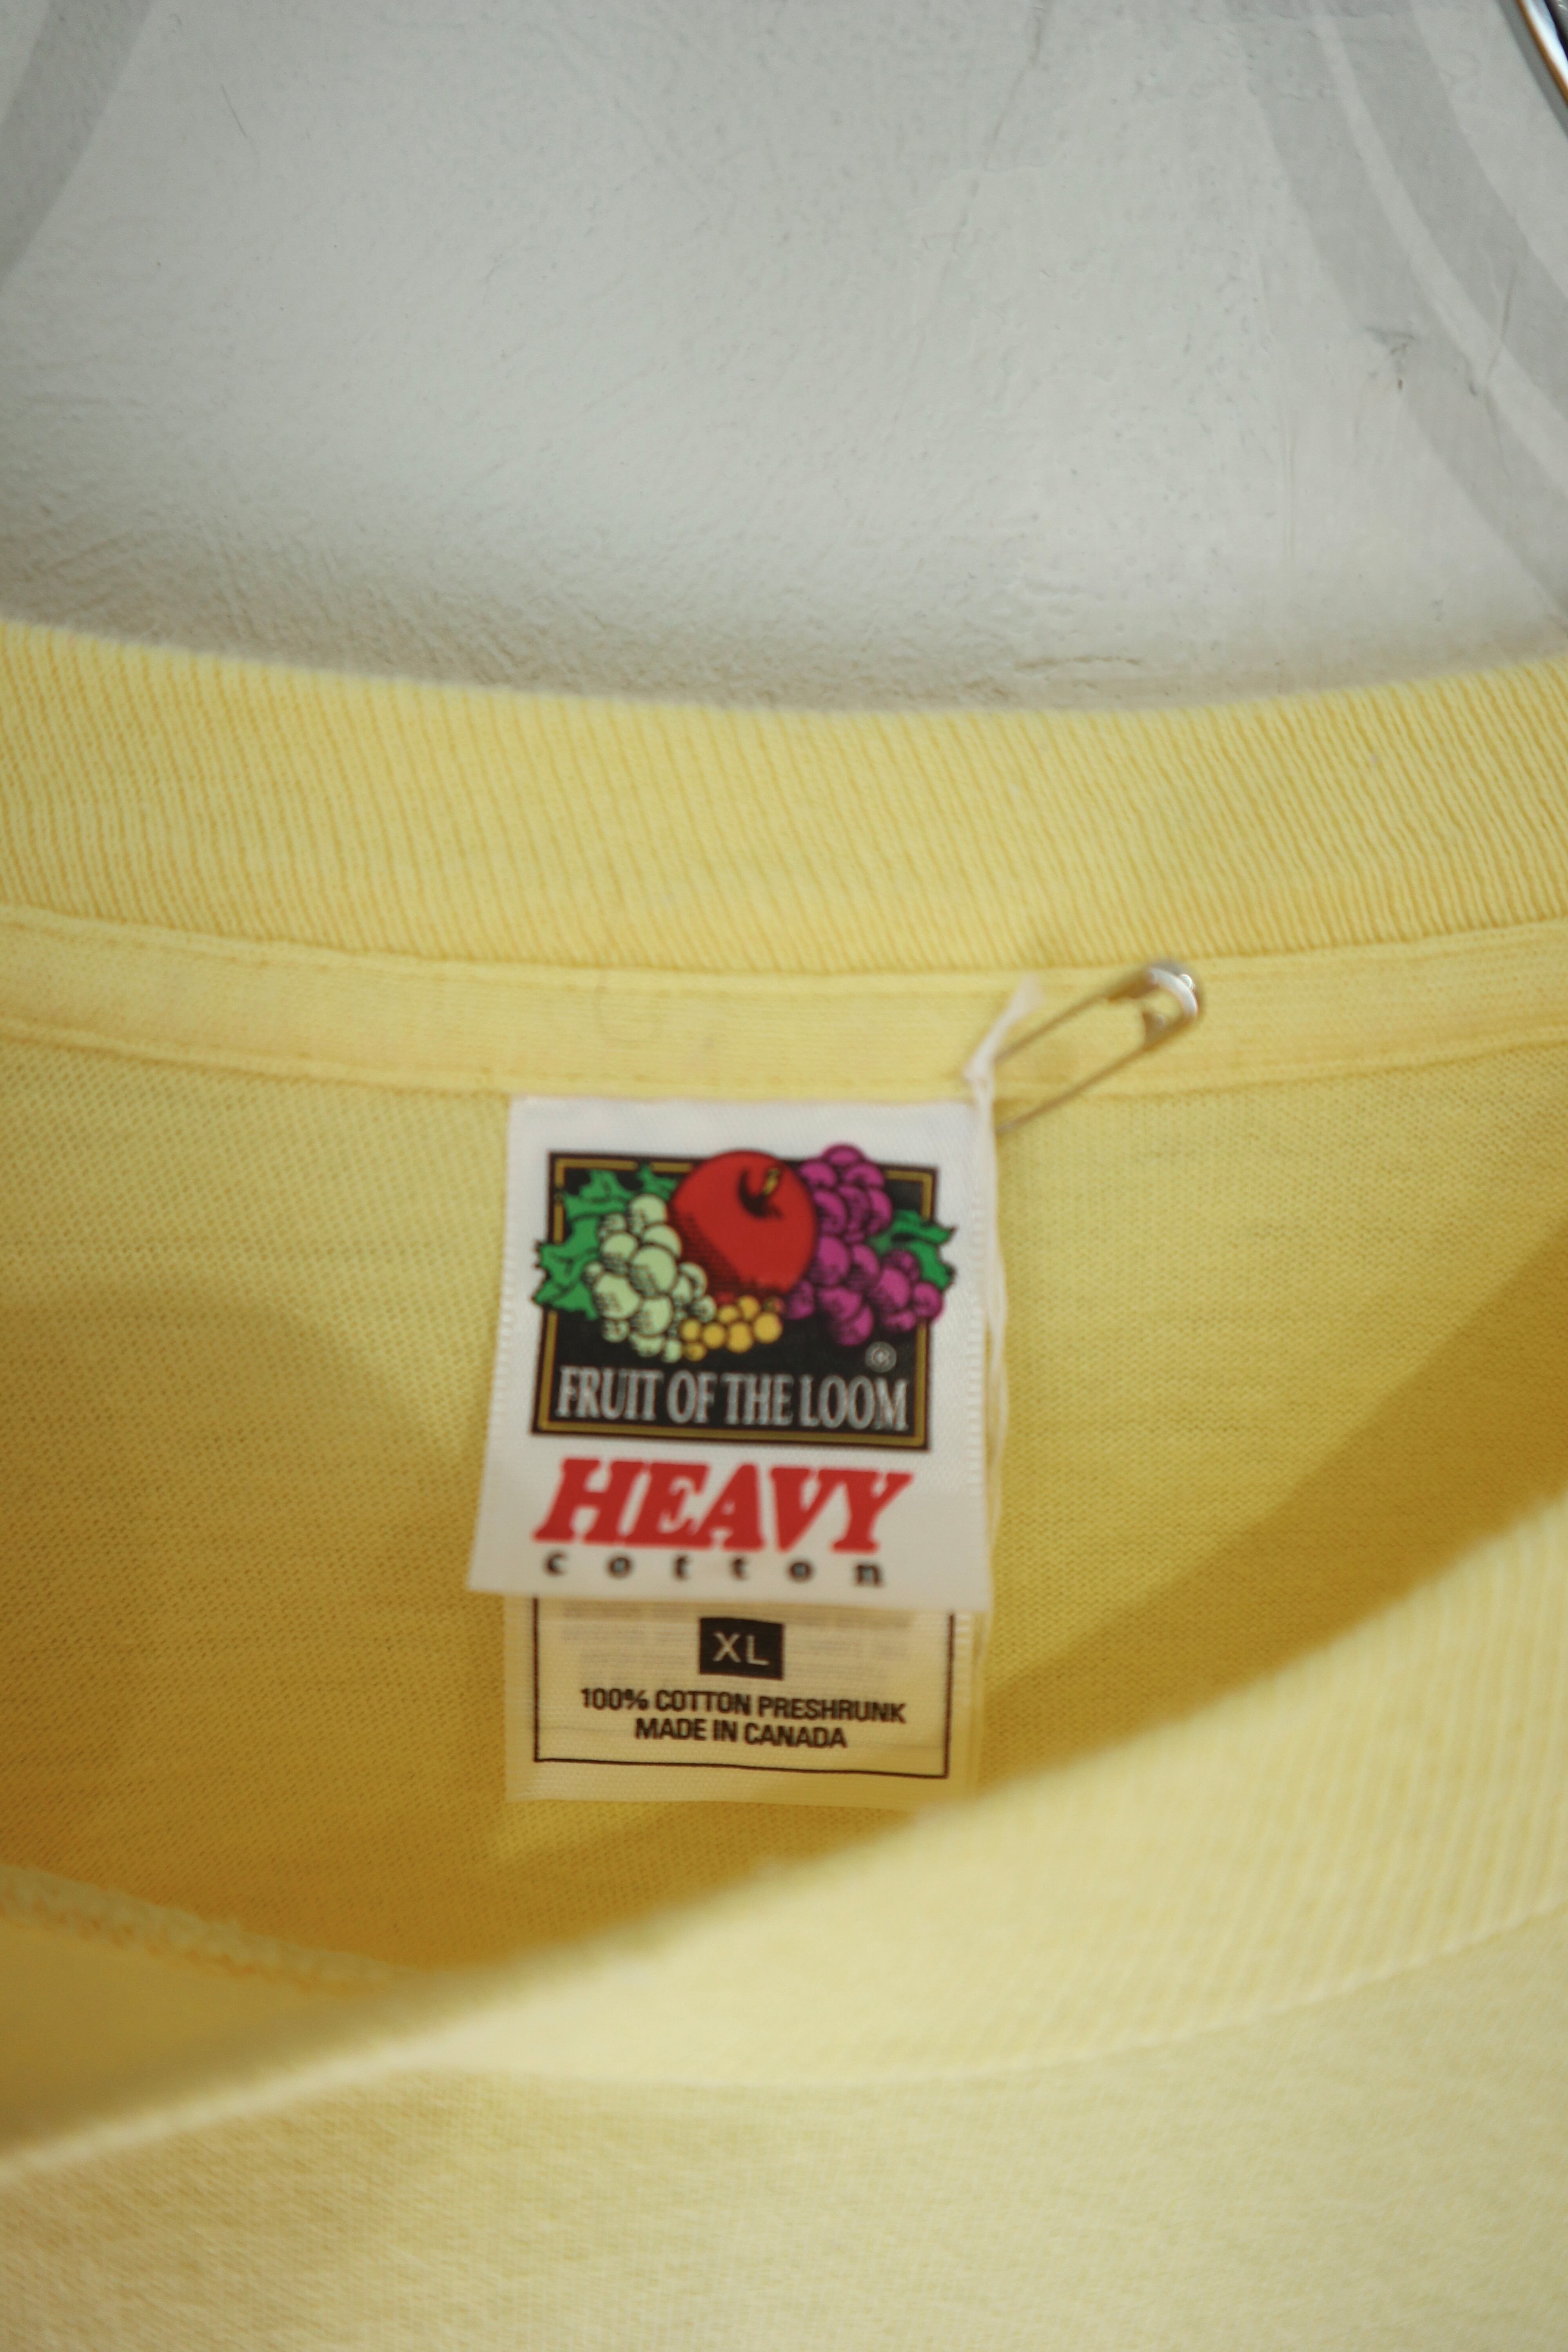 ®
FRUIT OF THE LOOM
HEAVY
cotton
XL
100% COTTON PRESHRUNK
MADE IN CANADA